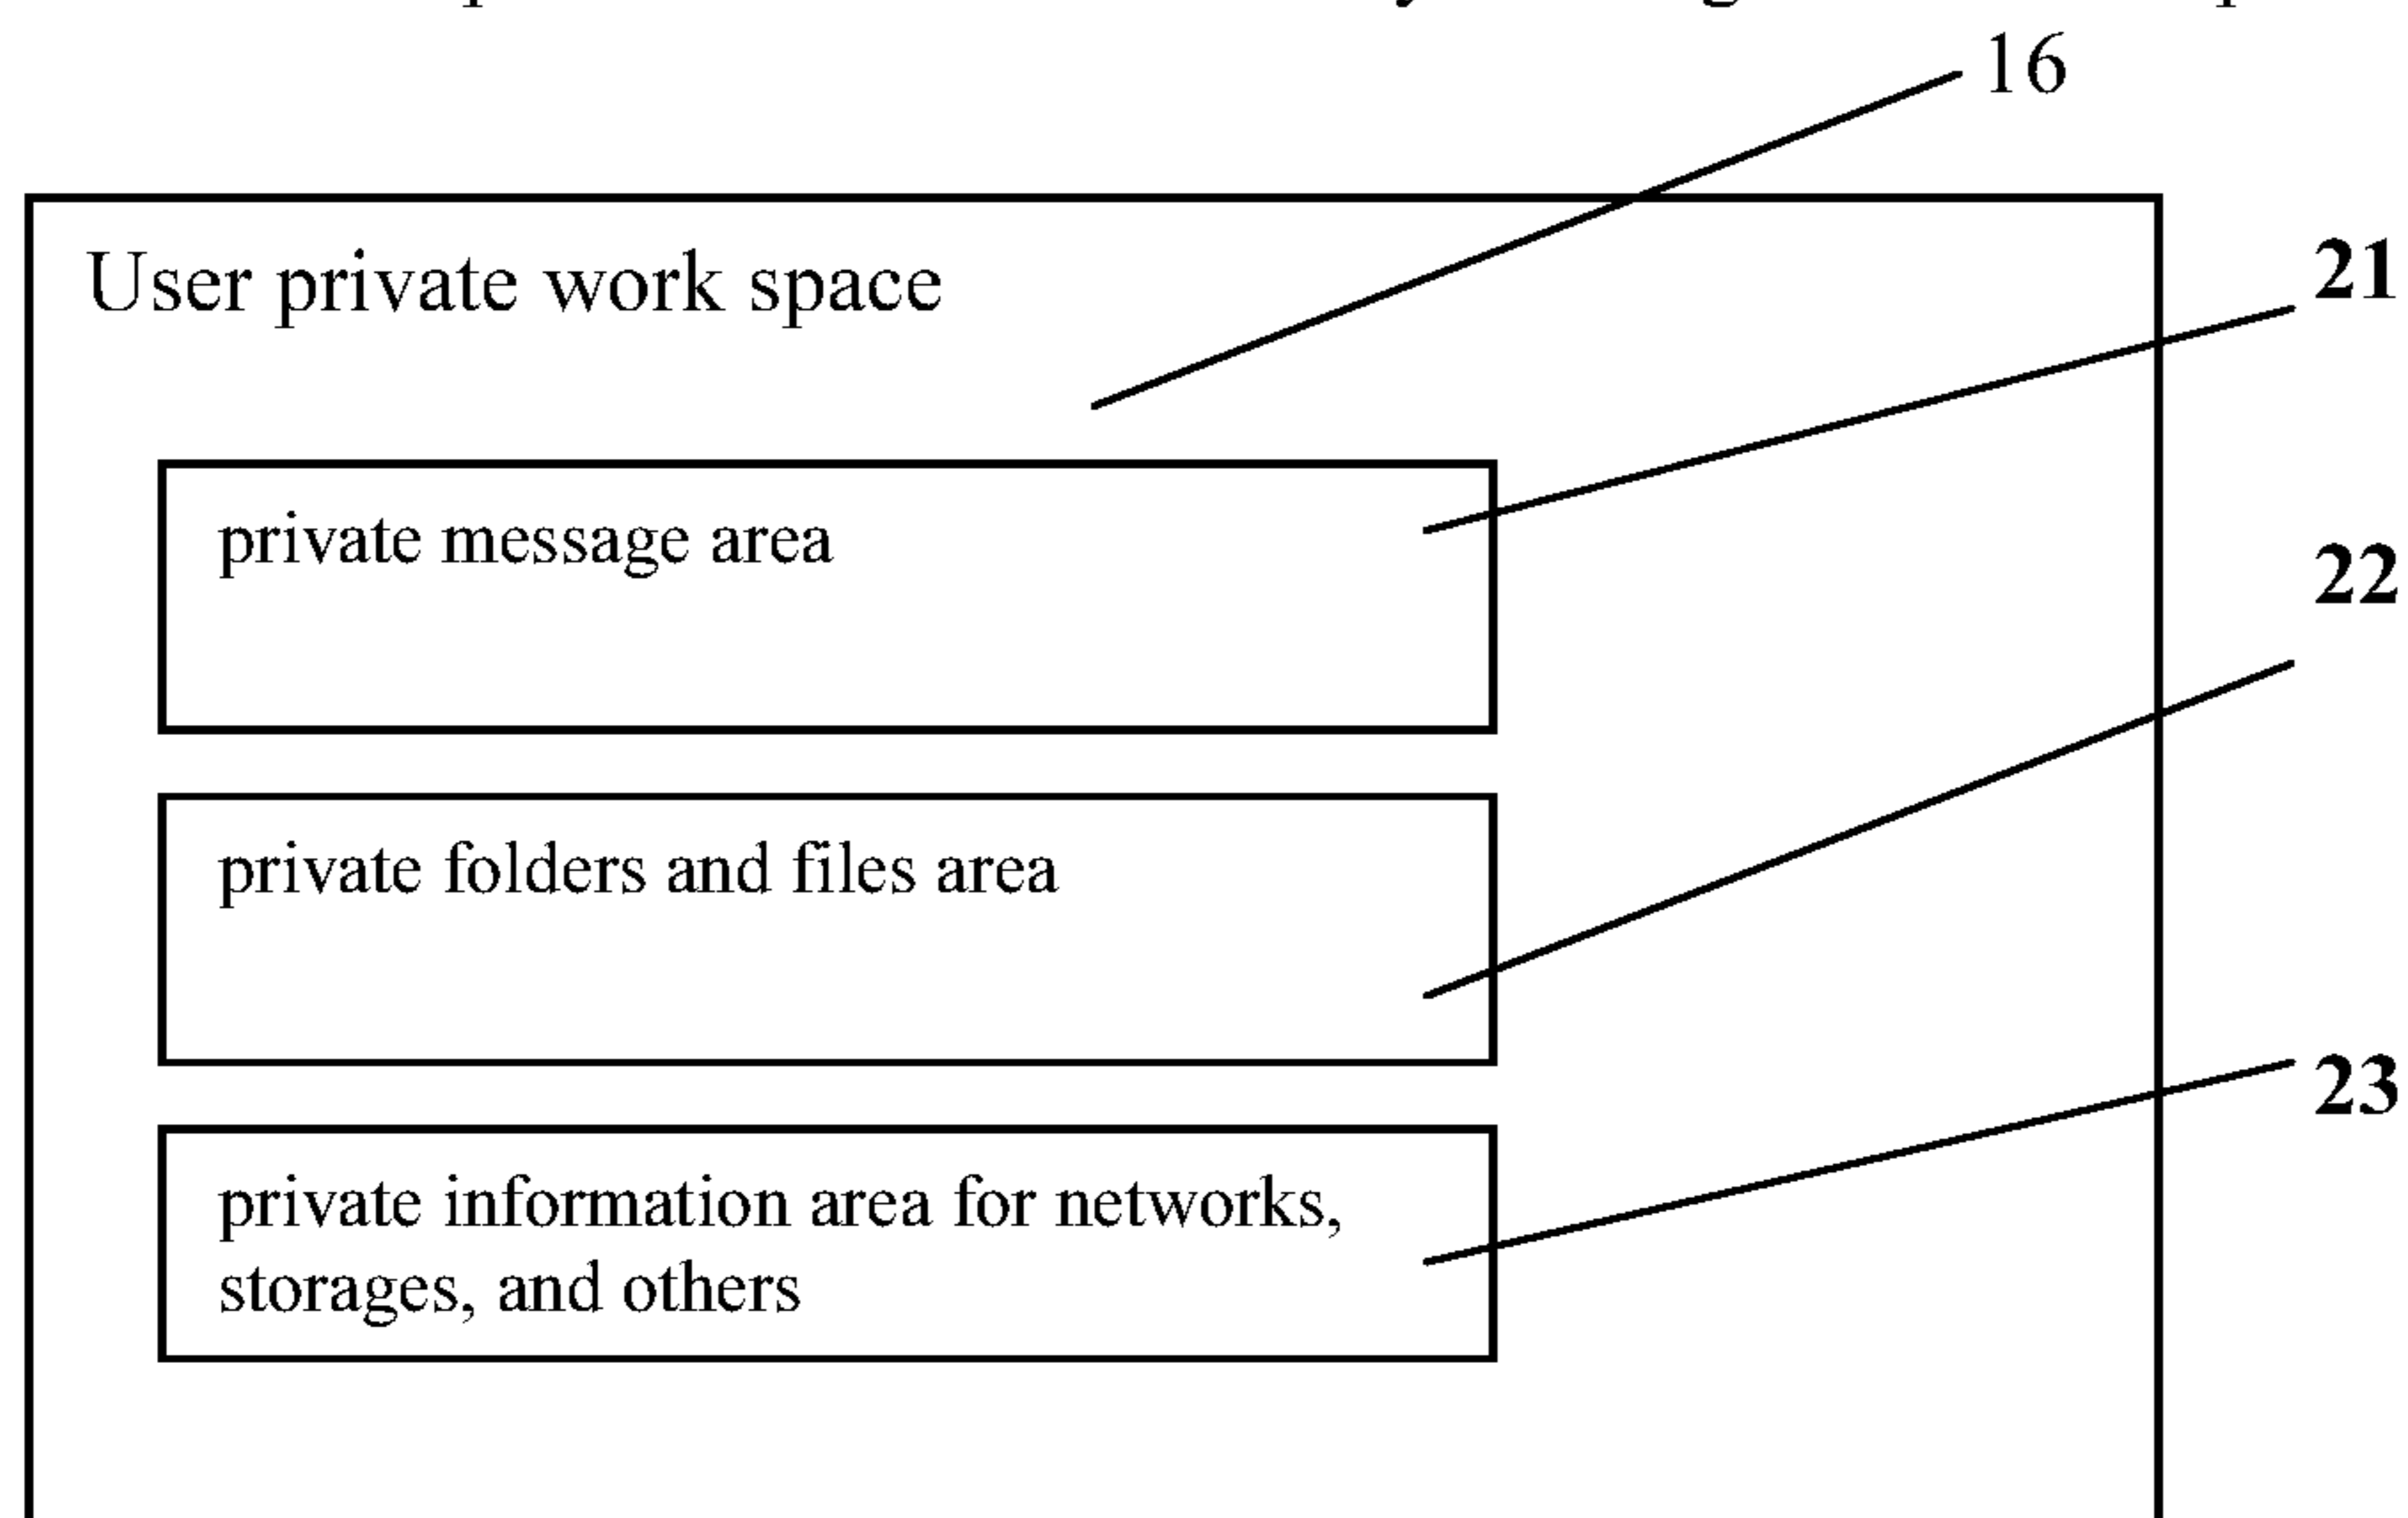 16
User private work space
21
private message area
22
private folders and files area
23
private information area for networks,
storages, and others